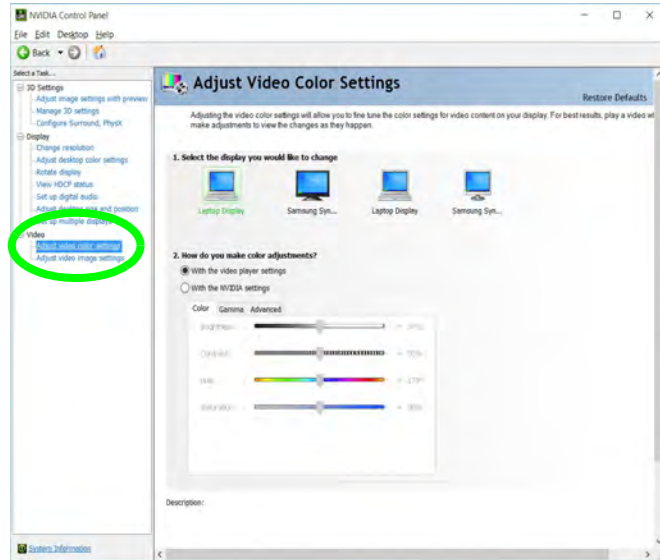 NVIDIA Control Panel
File Edit Desktop Help
Back
Select a Task...
3D Settings
Adjust image settings with preview
Manage 3D settings
Configure Surround, PhysX
Display
Change resolution
Adjust desktop color settings
Rotate display
View HDCP status
Set up digital audio
Adjust desktop size and position
Set up multiple displays
Video
Adjust video color settings
Adjust video image settings
System Information
Adjust Video Color Settings
Restore Defaults
Adjusting the video color settings will allow you to fine tune the color settings for video content on your display. For best results, play a video wi
make adjustments to view the changes as they happen.
1. Select the display you would like to change
Laptop Display Samsung Syn... Laptop Display Samsung Syn...
2. How do you make color adjustments?
With the video player settings
With the NVIDIA settings
Color Gamma Advanced
Brightness:
Contrast:
Hue:
Saturation:
Description: